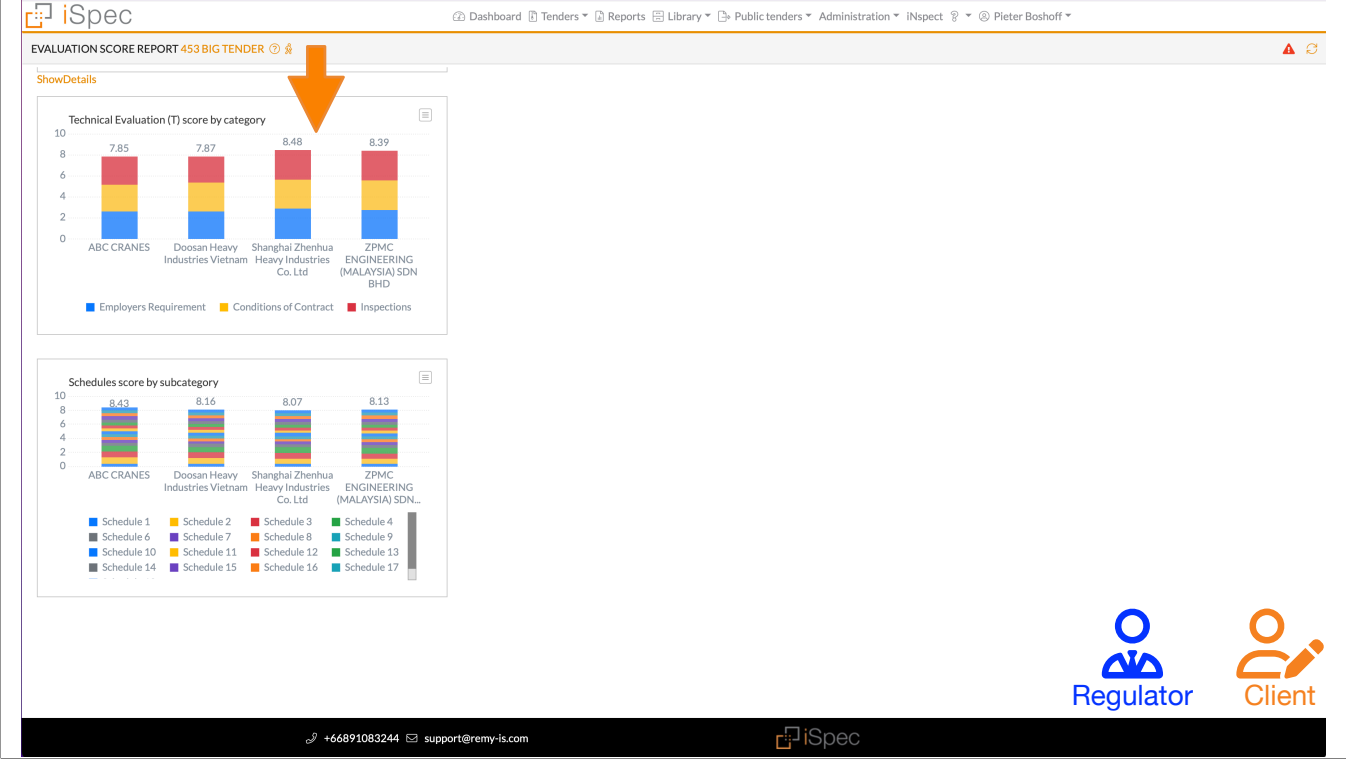 iSpec
Dashboard Tenders Reports Library Public tenders Administration iNspect Pieter Boshoff
EVALUATION SCORE REPORT 453 BIG TENDER
ShowDetails
Technical Evaluation (T) score by category
10
8
6
4
2
0
7.85 7.87 8.48 8.39
ABC CRANES
Doosan Heavy
Industries Vietnam
Shanghai Zhenhua
Heavy Industries
Co. Ltd
ZPMC
ENGINEERING
(MALAYSIA) SDN
BHD
Employers Requirement Conditions of Contract Inspections
Schedules score by subcategory
10
8
6
4
2
0
8.43 8.16 8.07 8.13
ABC CRANES
Doosan Heavy
Industries Vietnam
Shanghai Zhenhua
Heavy Industries
Co. Ltd
ZPMC
ENGINEERING
(MALAYSIA) SDN...
Schedule 1 Schedule 2 Schedule 3 Schedule 4
Schedule 6 Schedule 7 Schedule 8 Schedule 9
Schedule 10 Schedule 11 Schedule 12 Schedule 13
Schedule 14 Schedule 15 Schedule 16 Schedule 17
Regulator Client
+66891083244 support@remy-is.com iSpec